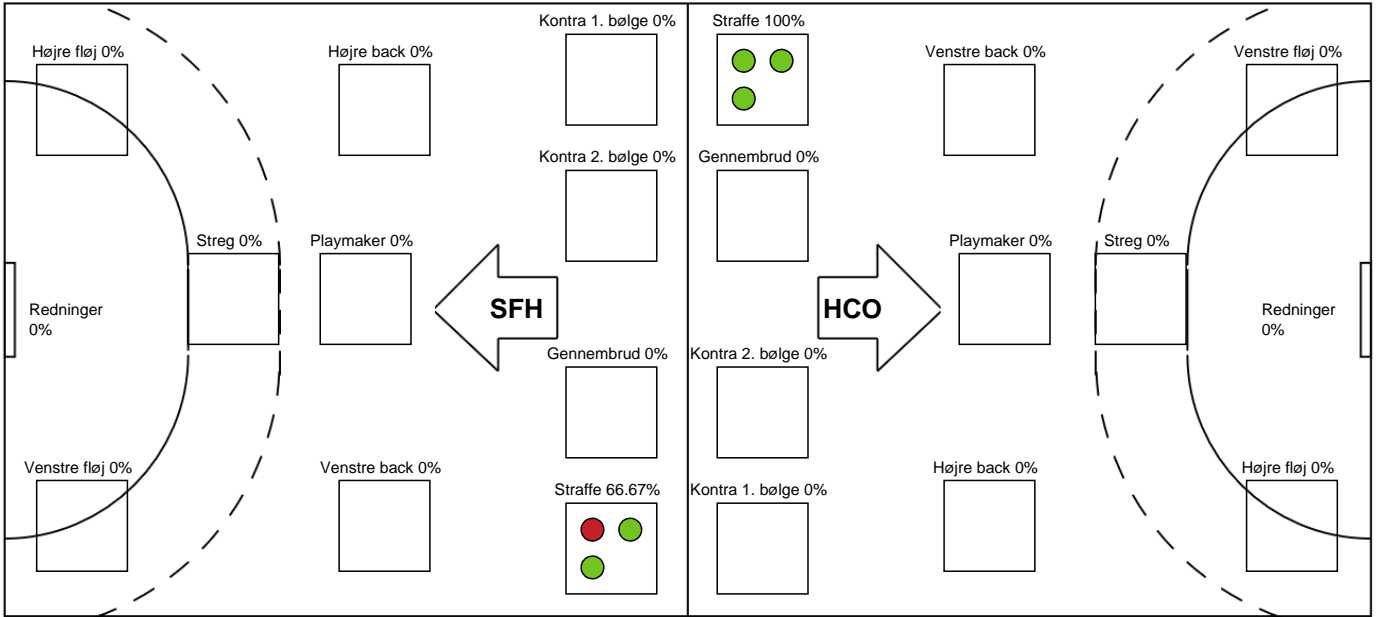 Kontra 1. bølge 0%
Straffe 100%
Højre fløj 0%
Højre back 0%
Venstre back 0%
Venstre fløj 0%
Kontra 2. bølge 0%
Gennembrud 0%
Streg 0%
Playmaker 0%
Playmaker 0%
Streg 0%
Redninger
0%
SFH
HCO
Redninger
0%
Gennembrud 0%
Kontra 2. bølge 0%
Venstre fløj 0%
Venstre back 0%
Højre back 0%
Højre fløj 0%
Straffe 66.67%
Kontra 1. bølge 0%